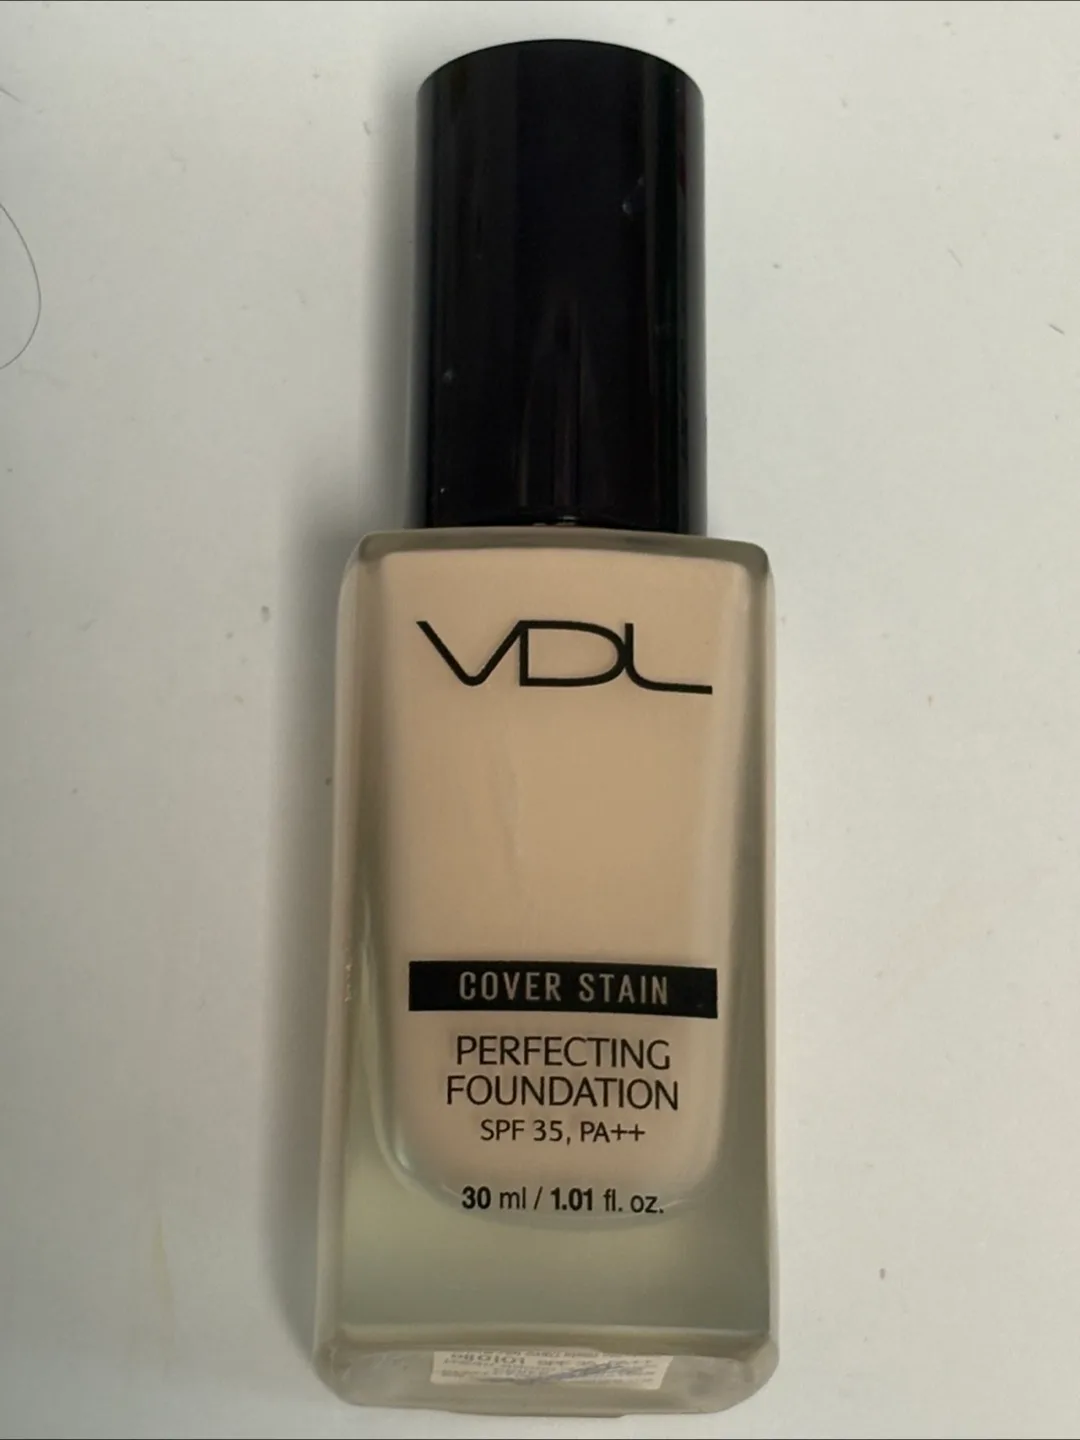 VDL
COVER STAIN
PERFECTING
FOUNDATION
SPF 35, PA++
30 ml / 1.01 fl. oz.